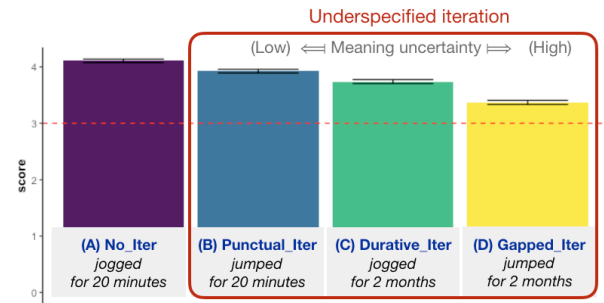 Underspecified iteration
(Low) ⟸ Meaning uncertainty ⟹ (High)
score
4
3
2
1
0
(A) No_Iter
jogged
for 20 minutes
(B) Punctual_Iter
jumped
for 20 minutes
(C) Durative_Iter
jogged
for 2 months
(D) Gapped_Iter
jumped
for 2 months